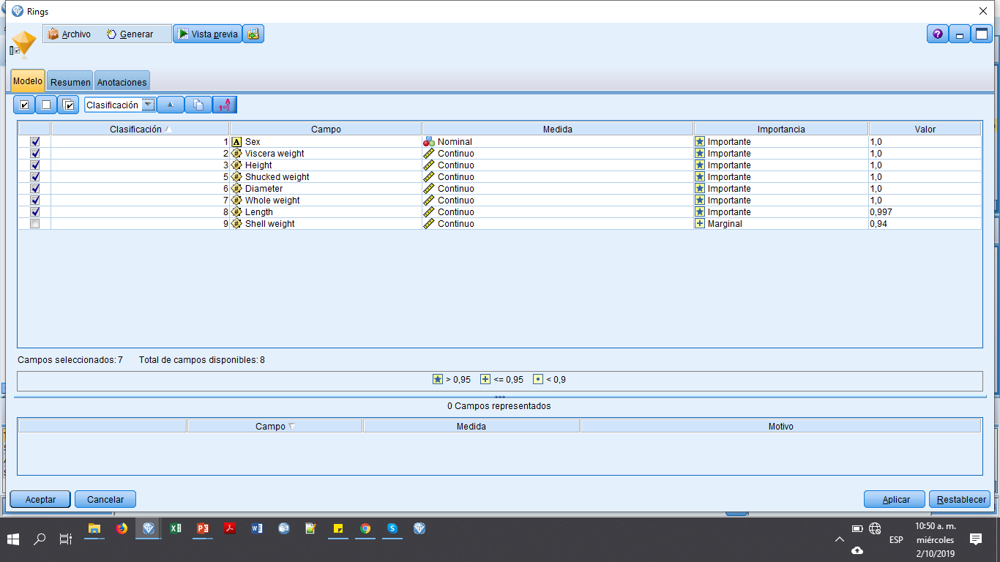 Rings
Archivo Generar Vista previa
Modelo Resumen Anotaciones
Clasificación
Clasificación Campo Medida Importancia Valor
1 Sex Nominal Importante 1,0
2 Viscera weight Continuo Importante 1,0
3 Height Continuo Importante 1,0
5 Shucked weight Continuo Importante 1,0
6 Diameter Continuo Importante 1,0
7 Whole weight Continuo Importante 1,0
8 Length Continuo Importante 0,997
9 Shell weight Continuo Marginal 0,94
Campos seleccionados: 7 Total de campos disponibles: 8
> 0,95 <= 0,95 < 0,9
0 Campos representados
Campo Medida Motivo
Aceptar Cancelar Aplicar Restablecer
10:50 a. m.
ESP miércoles
2/10/2019